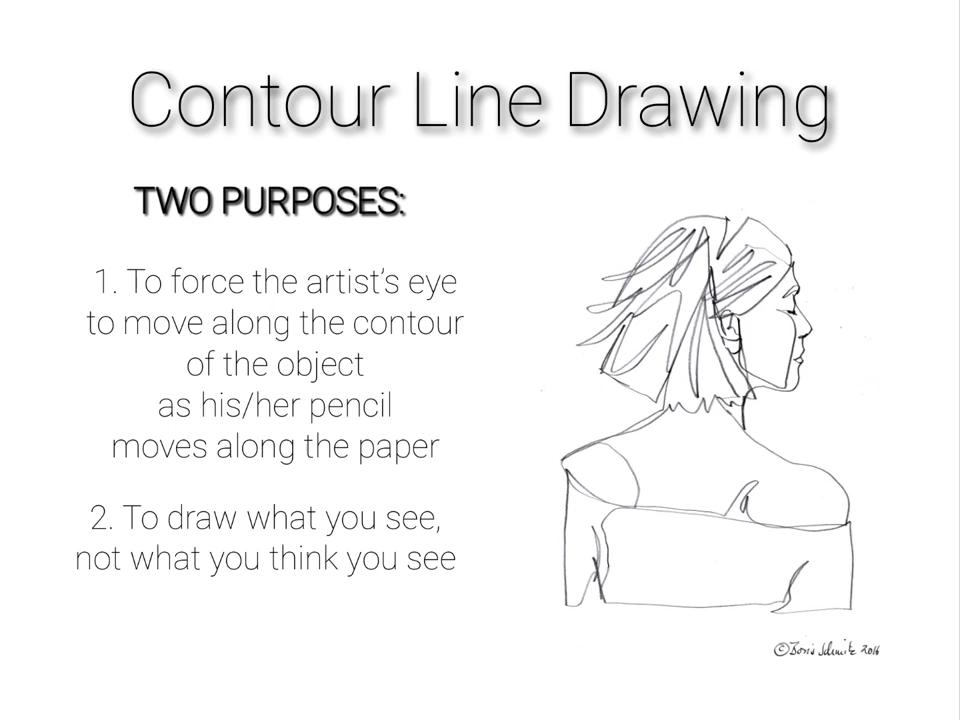 Contour Line Drawing
TWO PURPOSES:
1. To force the artist's eye
to move along the contour
of the object
as his/her pencil
moves along the paper
2. To draw what you see,
not what you think you see
©Boris Schmitz 2016